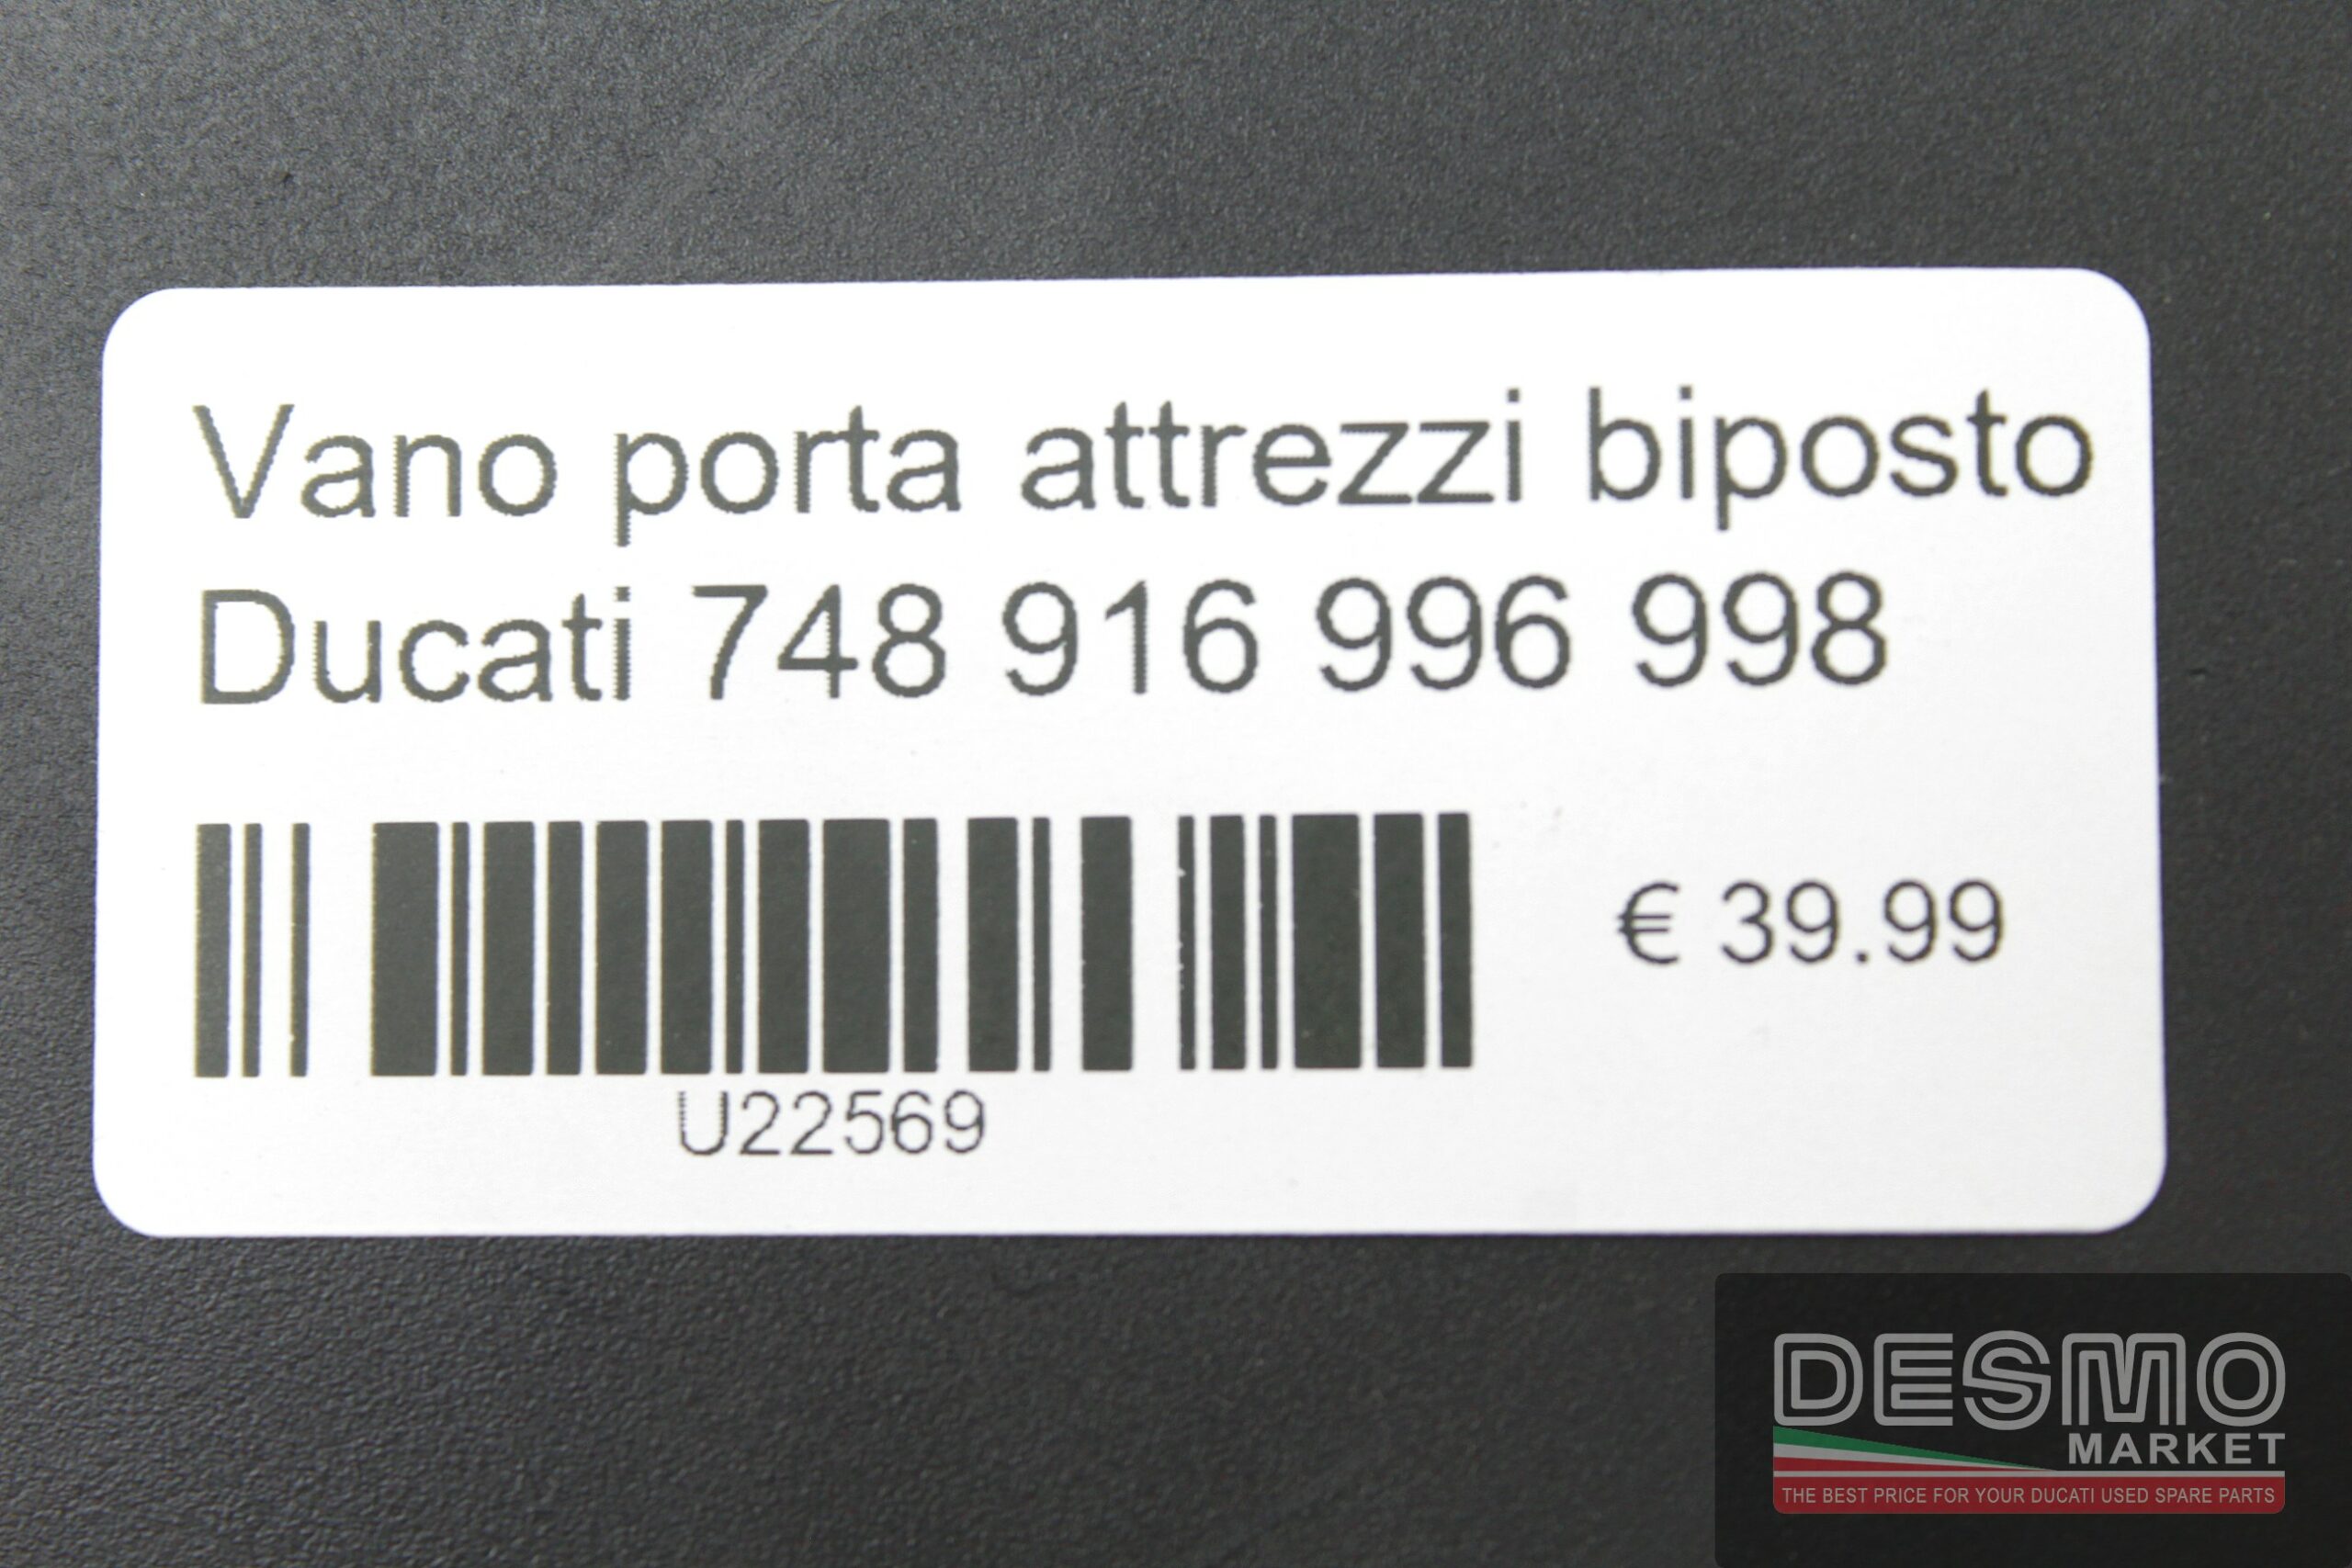 Vano porta attrezzi biposto
Ducati 748 916 996 998
€ 39.99
U22569
DESMO
MARKET
THE BEST PRICE FOR YOUR DUCATI USED SPARE PARTS